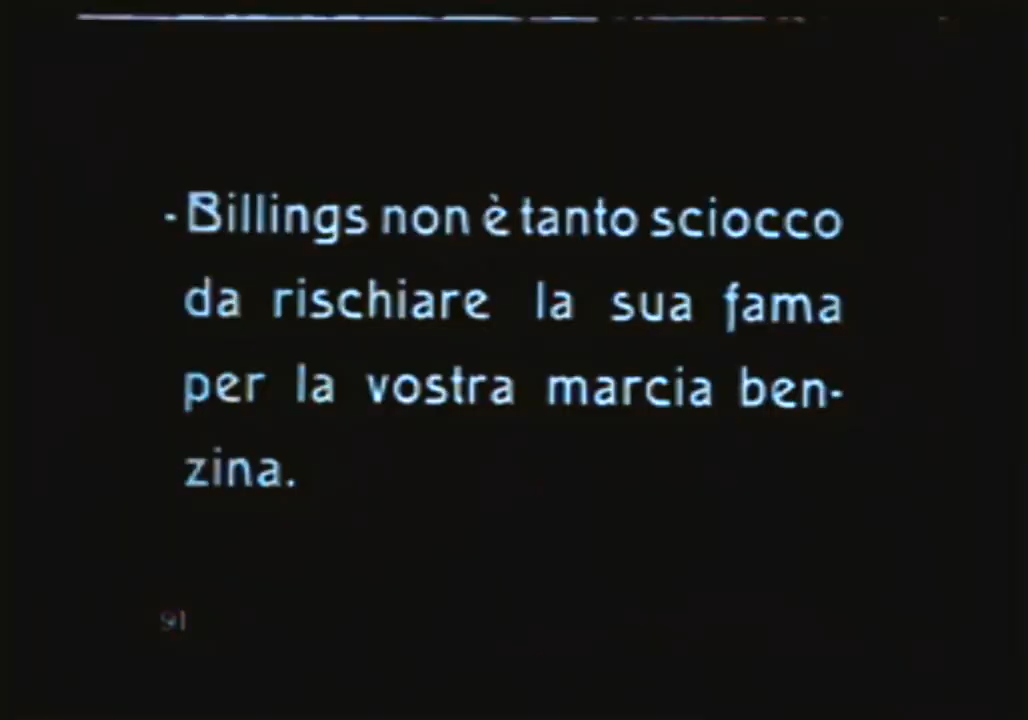 - Billings non è tanto sciocco
da rischiare la sua fama
per la vostra marcia ben-
zina.
91